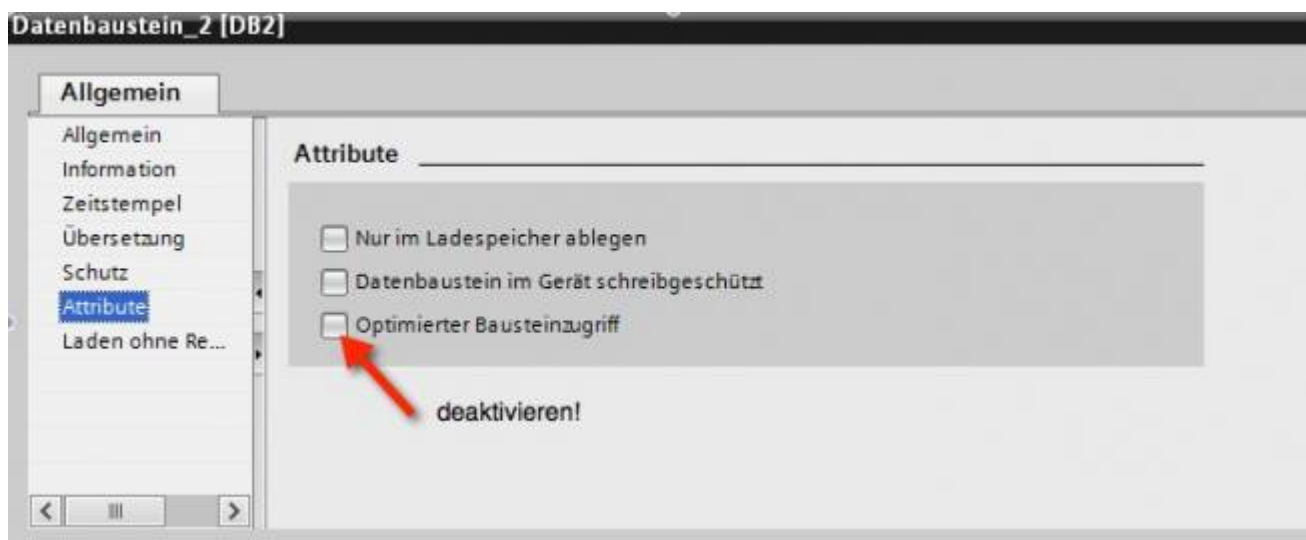 Datenbaustein_2 [DB2]
Allgemein
Allgemein
Information
Zeitstempel
Übersetzung
Schutz
Attribute
Laden ohne Re...
Attribute
Nur im Ladespeicher ablegen
Datenbaustein im Gerät schreibgeschützt
Optimierter Bausteinzugriff
deaktivieren!